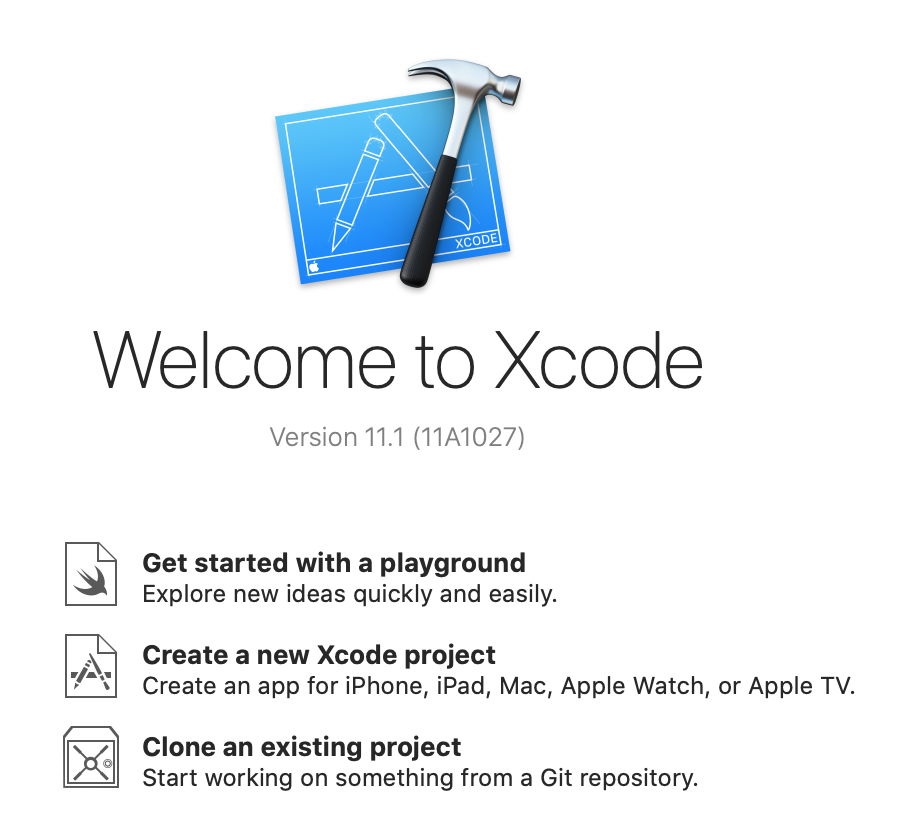 XCODE
Welcome to Xcode
Version 11.1 (11A1027)
Get started with a playground
Explore new ideas quickly and easily.
Create a new Xcode project
Create an app for iPhone, iPad, Mac, Apple Watch, or Apple TV.
Clone an existing project
Start working on something from a Git repository.